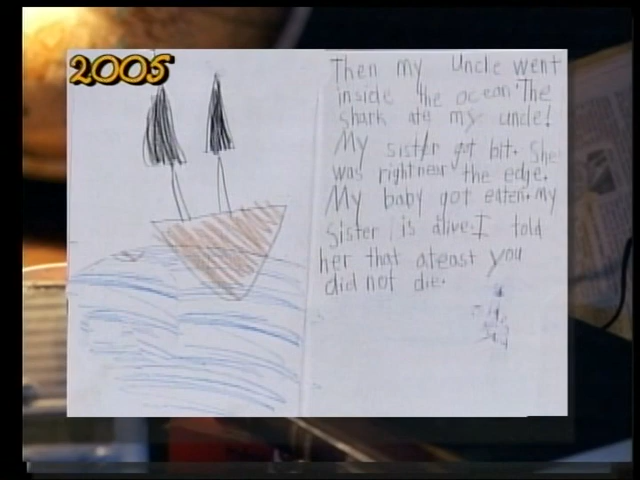 2005
Then my Uncle went
inside the ocean The
shark ate my uncle!
My sister got bit. She
was right near the edge.
My baby got eaten. my
sister is alive. I told
her that ateast you
did not die.